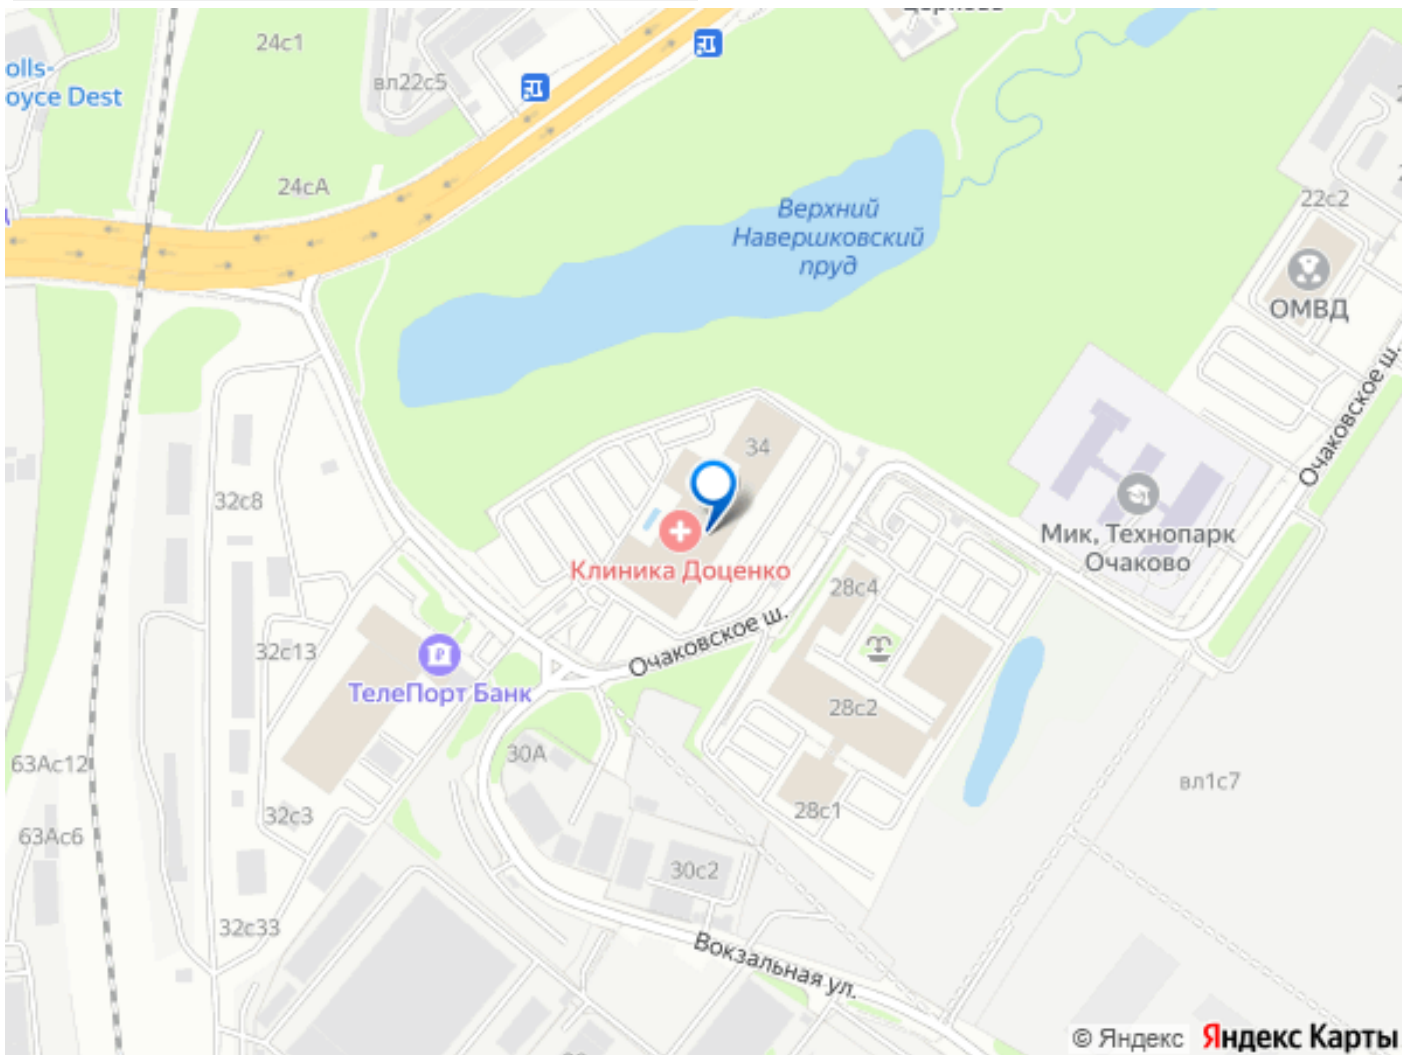 24с1
olls-
oyce Dest
вл22с5
24сА
Верхний
Навершковский
пруд
22с2
ОМВД
Очаковское ш.
34
32с8
Мик, Технопарк
Очаково
Клиника Доценко
28с4
Очаковское ш.
32с13
ТелеПорт Банк
28с2
30А
63Ас12
вл1с7
28с1
32с3
63Ас6
30с2
32с33
Вокзальная ул.
© Яндекс Яндекс Карты